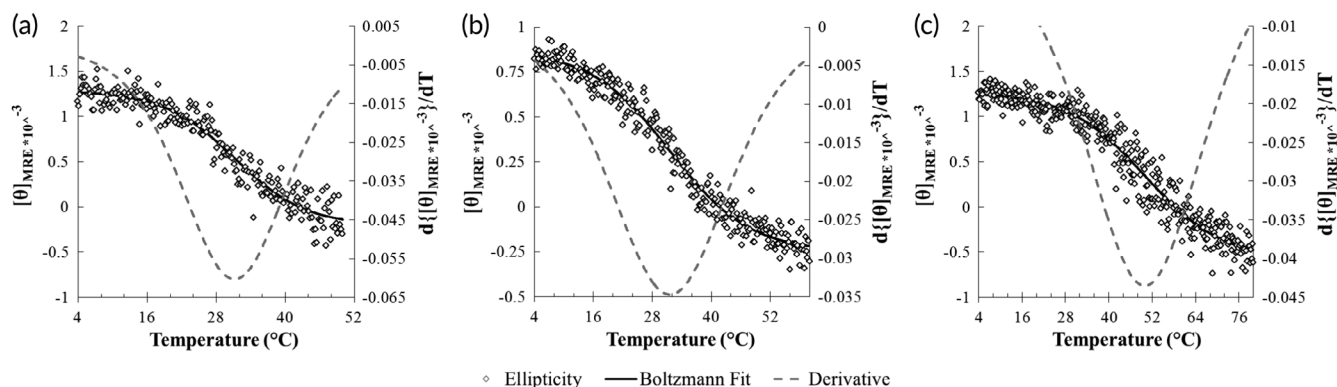 (a)
2
1.5
1
0.5
0
-0.5
-1
[θ]MRE *10^-3
0.005
-0.005
-0.015
-0.025
-0.035
-0.045
-0.055
-0.065
d{[θ]MRE *10^-3}/dT
4 16 28 40 52
Temperature (°C)
(b)
1
0.75
0.5
0.25
0
-0.25
-0.5
[θ]MRE *10^-3
0
-0.005
-0.01
-0.015
-0.02
-0.025
-0.03
-0.035
d{[θ]MRE *10^-3}/dT
4 16 28 40 52
Temperature (°C)
(c)
2
1.5
1
0.5
0
-0.5
-1
[θ]MRE *10^-3
-0.01
-0.015
-0.02
-0.025
-0.03
-0.035
-0.04
-0.045
d{[θ]MRE *10^-3}/dT
4 16 28 40 52 64 76
Temperature (°C)
Ellipticity Boltzmann Fit Derivative